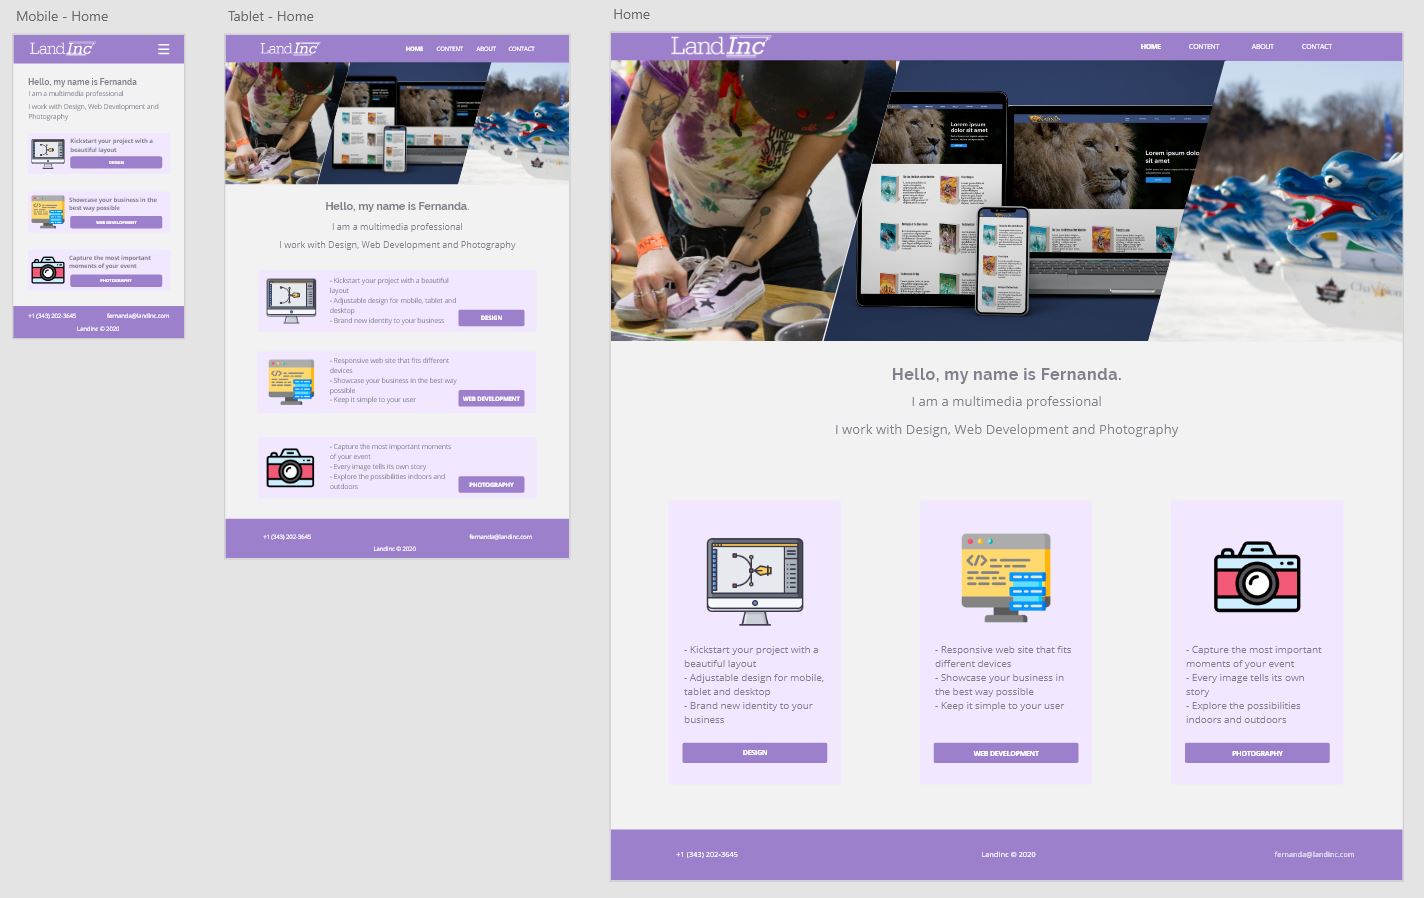 Mobile - Home
Land Inc
Hello, my name is Fernanda
I am a multimedia professional
I work with Design, Web Development and
Photography
Kickstart your project with a
beautiful layout
DESIGN
Showcase your business in the
best way possible
WEB DEVELOPMENT
Capture the most important
moments of your event
PHOTOGRAPHY
+1 (343) 202-3645
fernanda@landinc.com
Landinc © 2020
Tablet - Home
Land Inc
HOME CONTENT ABOUT CONTACT
Hello, my name is Fernanda.
I am a multimedia professional
I work with Design, Web Development and Photography
- Kickstart your project with a beautiful
layout
- Adjustable design for mobile, tablet and
desktop
- Brand new identity to your business
DESIGN
- Responsive web site that fits different
devices
- Showcase your business in the best way
possible
- Keep it simple to your user
WEB DEVELOPMENT
- Capture the most important moments
of your event
- Every image tells its own story
- Explore the possibilities indoors and
outdoors
PHOTOGRAPHY
+1 (343) 202-3645
fernanda@landinc.com
Landinc © 2020
Home
Land Inc
HOME CONTENT ABOUT CONTACT
Lorem ipsum
dolor sit amet
Lorem ipsum dolo
sit amet
Hello, my name is Fernanda.
I am a multimedia professional
I work with Design, Web Development and Photography
- Kickstart your project with a
beautiful layout
- Adjustable design for mobile,
tablet and desktop
- Brand new identity to your
business
DESIGN
- Responsive web site that fits
different devices
- Showcase your business in
the best way possible
- Keep it simple to your user
WEB DEVELOPMENT
- Capture the most important
moments of your event
- Every image tells its own
story
- Explore the possibilities
indoors and outdoors
PHOTOGRAPHY
+1 (343) 202-3645
Landinc © 2020
fernanda@landinc.com